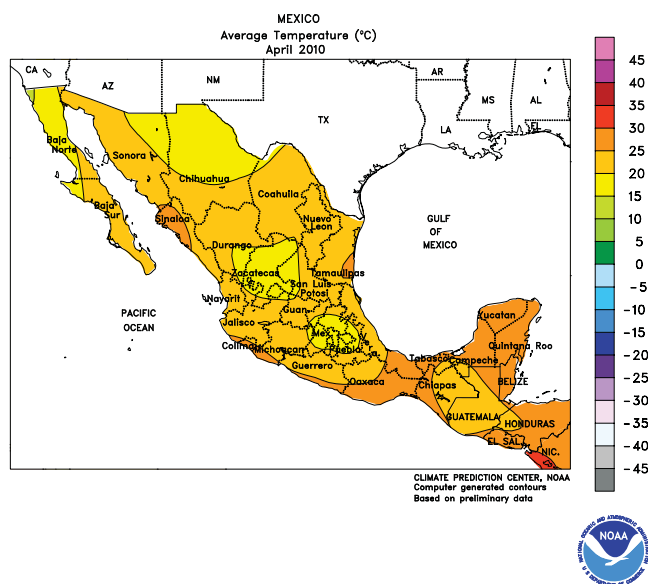 MEXICO
Average Temperature (°C)
April 2010
CA
AZ
NM
TX
AR
MS
AL
LA
FL
Baja
Norte
Sonora
Chihuahua
Coahuila
Baja
Sur
Sinaloa
Nuevo
Leon
Durango
Zacatecas
Tamaulipas
San Luis
Potosi
Nayarit
Guan.
Jalisco
Mex.
Colima
Michoacan
Puebla
Guerrero
Oaxaca
Tabasco
Campeche
Chiapas
Yucatan
Quintana Roo
BELIZE
GUATEMALA
HONDURAS
EL SAL.
NIC.
GULF
OF
MEXICO
PACIFIC
OCEAN
45
40
35
30
25
20
15
10
5
0
-5
-10
-15
-20
-25
-30
-35
-40
-45
CLIMATE PREDICTION CENTER, NOAA
Computer generated contours
Based on preliminary data
NOAA